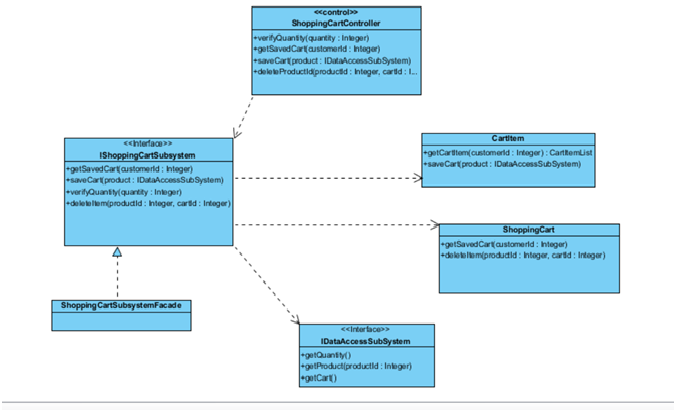 <<control>>
ShoppingCartController
+verifyQuantity(quantity : Integer)
+getSavedCart(customerId : Integer)
+saveCart(product : IDataAccessSubSystem)
+deleteProductId(productId : Integer, cartId : I...
<<Interface>>
IShoppingCartSubsystem
+getSavedCart(customerId : Integer)
+saveCart(product : IDataAccessSubSystem)
+verifyQuantity(quantity : Integer)
+deleteItem(productId : Integer, cartId : Integer)
CartItem
+getCartItem(customerId : Integer) : CartItemList
+saveCart(product : IDataAccessSubSystem)
ShoppingCart
+getSavedCart(customerId : Integer)
+deleteItem(productId : Integer, cartId : Integer)
ShoppingCartSubsystemFacade
<<Interface>>
IDataAccessSubSystem
+getQuantity()
+getProduct(productId : Integer)
+getCart()